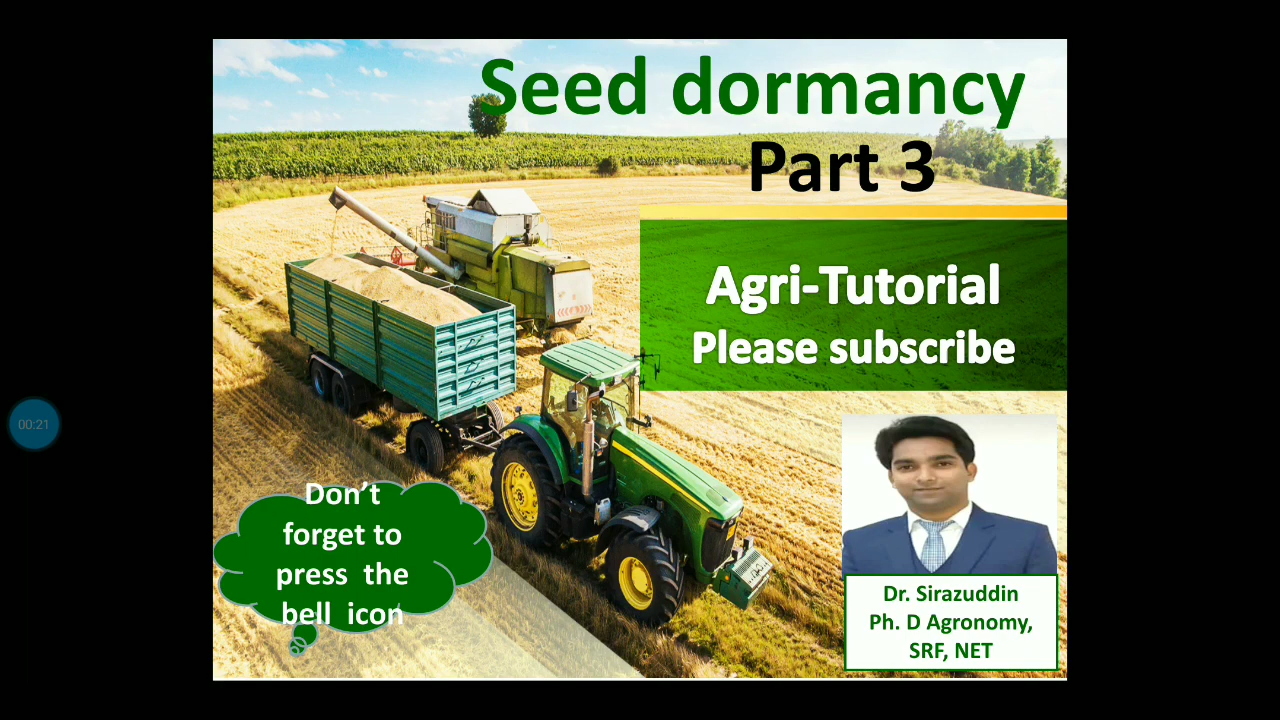 Seed dormancy
Part 3
Agri-Tutorial
Please subscribe
00:21
Don't
forget to
press the
bell icon
Dr. Sirazuddin
Ph. D Agronomy,
SRF, NET